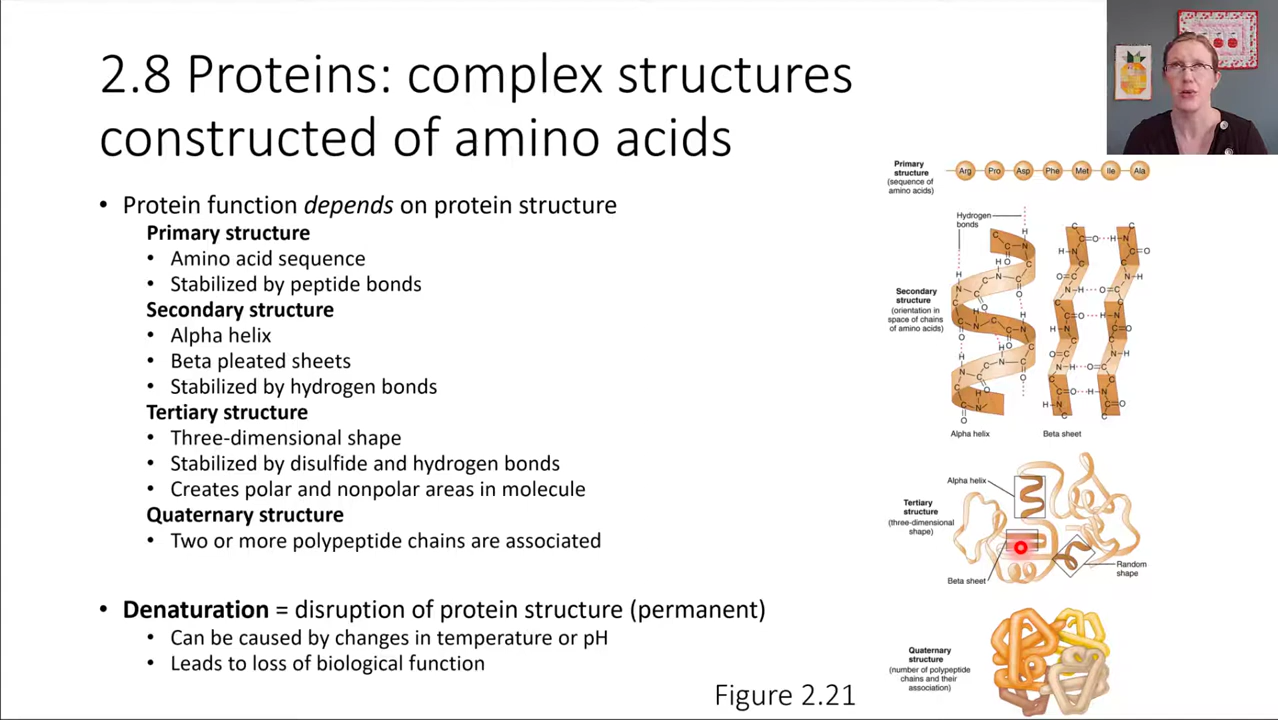 2.8 Proteins: complex structures
constructed of amino acids
• Protein function depends on protein structure
Primary structure
• Amino acid sequence
• Stabilized by peptide bonds
Secondary structure
• Alpha helix
• Beta pleated sheets
• Stabilized by hydrogen bonds
Tertiary structure
• Three-dimensional shape
• Stabilized by disulfide and hydrogen bonds
• Creates polar and nonpolar areas in molecule
Quaternary structure
• Two or more polypeptide chains are associated
• Denaturation = disruption of protein structure (permanent)
• Can be caused by changes in temperature or pH
• Leads to loss of biological function
Figure 2.21
Primary
structure
(sequence of
amino acids)
Arg Pro Asp Phe Met Ile Ala
Hydrogen
bonds
Secondary
structure
(orientation in
space of chains
of amino acids)
Alpha helix
Beta sheet
Tertiary
structure
(three-dimensional
shape)
Alpha helix
Beta sheet
Random
shape
Quaternary
structure
(number of polypeptide
chains and their
association)